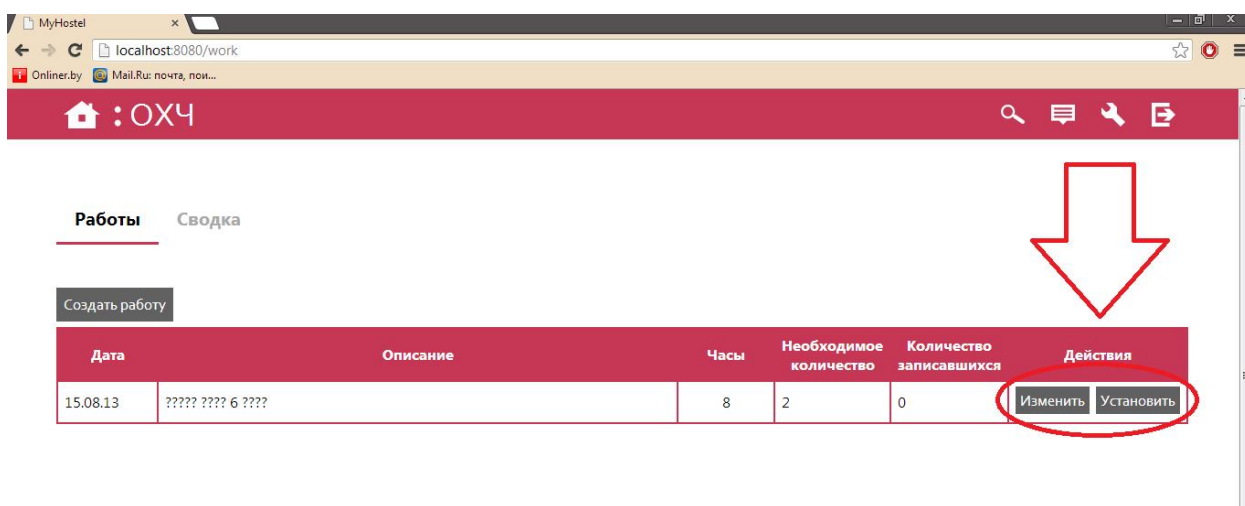 MyHostel
localhost:8080/work
Onliner.by Mail.Ru: почта, пои...
: ОХЧ
Работы Сводка
Создать работу
Дата Описание Часы Необходимое количество Количество записавшихся Действия
15.08.13 ????? ???? 6 ???? 8 2 0 Изменить Установить